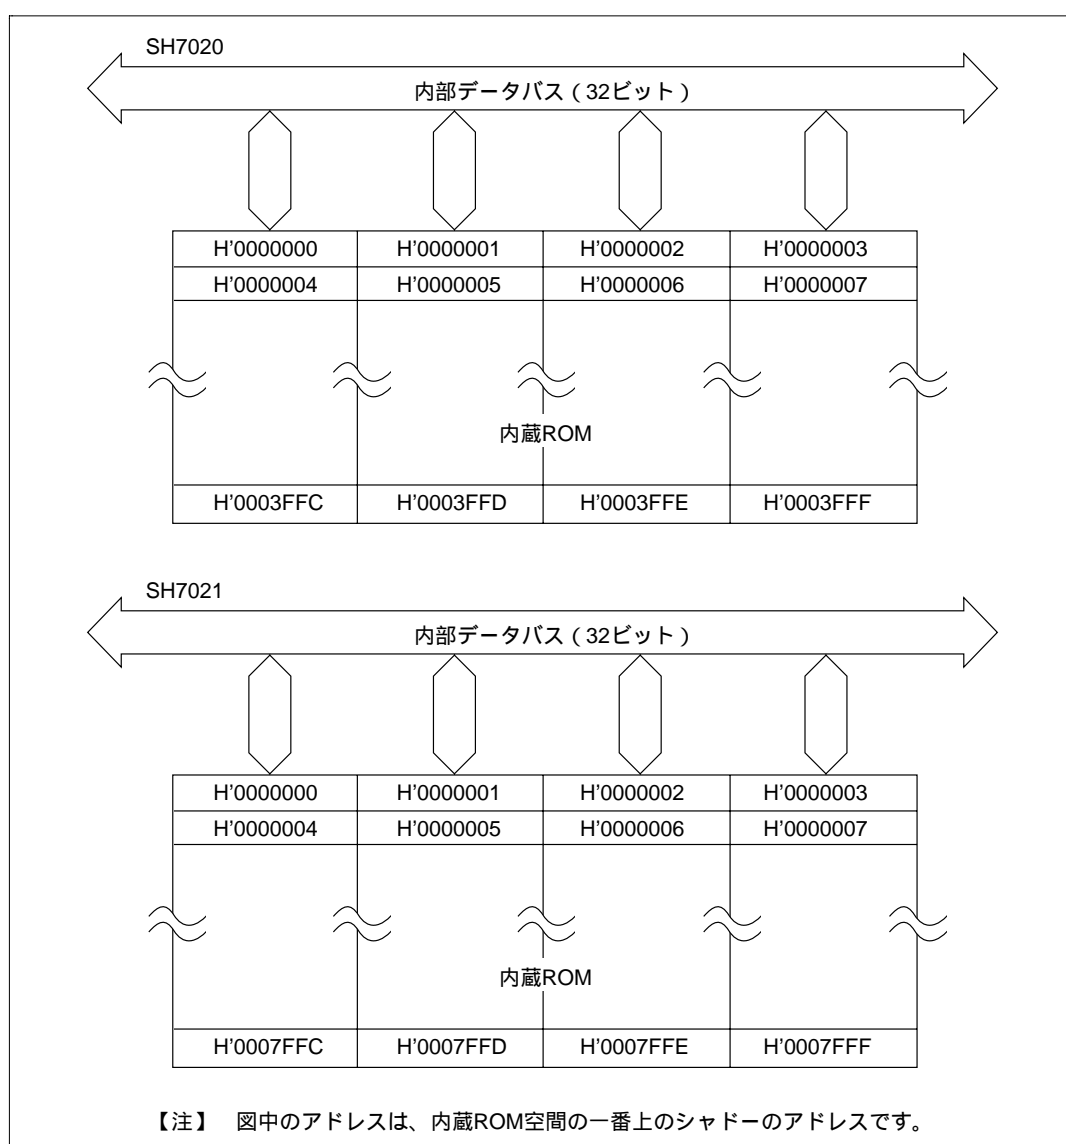 SH7020
内部データバス（32ビット）
H'0000000 H'0000001 H'0000002 H'0000003
H'0000004 H'0000005 H'0000006 H'0000007
内蔵ROM
H'0003FFC H'0003FFD H'0003FFE H'0003FFF
SH7021
内部データバス（32ビット）
H'0000000 H'0000001 H'0000002 H'0000003
H'0000004 H'0000005 H'0000006 H'0000007
内蔵ROM
H'0007FFC H'0007FFD H'0007FFE H'0007FFF
【注】 図中のアドレスは、内蔵ROM空間の一番上のシャドーのアドレスです。